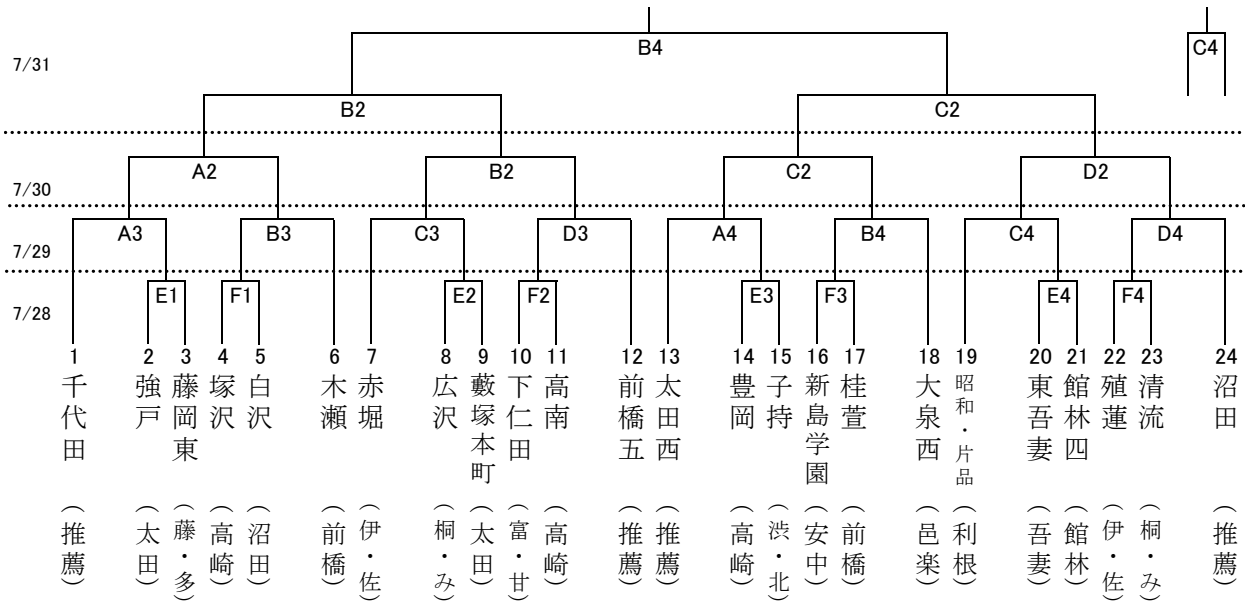 B4
C4
7/31
B2
C2
A2
B2
C2
D2
7/30
A3
B3
C3
D3
A4
B4
C4
D4
7/29
E1
F1
E2
F2
E3
F3
E4
F4
7/28
1
2
3
4
5
6
7
8
9
10
11
12
13
14
15
16
17
18
19
20
21
22
23
24
千代田
強戸
藤岡東
塚沢
白沢
木瀬
赤堀
広沢
藪塚本町
下仁田
高南
前橋五
太田西
豊岡
子持
新島学園
桂萱
大泉西
昭和・片品
東吾妻
館林四
殖蓮
清流
沼田
(推薦)
(太田)
(藤・多)
(高崎)
(沼田)
(前橋)
(伊・佐)
(桐・み)
(太田)
(富・甘)
(高崎)
(推薦)
(推薦)
(高崎)
(渋・北)
(安中)
(前橋)
(邑楽)
(利根)
(吾妻)
(館林)
(伊・佐)
(桐・み)
(推薦)